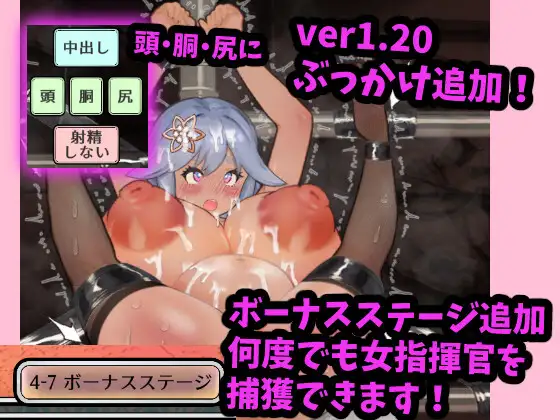 中出し
頭 胴 尻
射精
しない
頭・胴・尻に
ver1.20
ぶっかけ追加！
ボーナスステージ追加
何度でも女指揮官を
捕獲できます！
4-7 ボーナスステージ